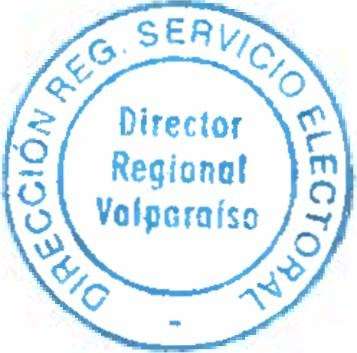 DIRECCIÓN REG. SERVICIO ELECTORAL
Director
Regional
Valparaíso
-